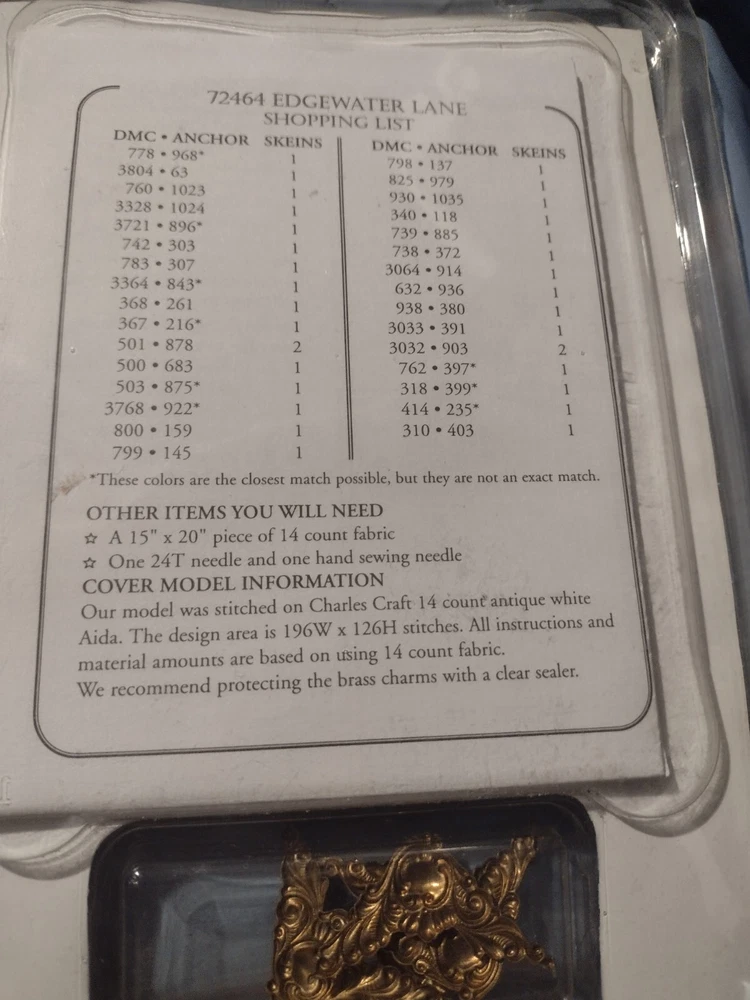 72464 EDGEWATER LANE
SHOPPING LIST
DMC • ANCHOR SKEINS
778 • 968* 1
3804 • 63 1
760 • 1023 1
3328 • 1024 1
3721 • 896* 1
742 • 303 1
783 • 307 1
3364 • 843* 1
368 • 261 1
367 • 216* 1
501 • 878 2
500 • 683 1
503 • 875* 1
3768 • 922* 1
800 • 159 1
799 • 145 1
DMC • ANCHOR SKEINS
798 • 137 1
825 • 979 1
930 • 1035 1
340 • 118 1
739 • 885 1
738 • 372 1
3064 • 914 1
632 • 936 1
938 • 380 1
3033 • 391 1
3032 • 903 2
762 • 397* 1
318 • 399* 1
414 • 235* 1
310 • 403 1
*These colors are the closest match possible, but they are not an exact match.
OTHER ITEMS YOU WILL NEED
☆ A 15" x 20" piece of 14 count fabric
☆ One 24T needle and one hand sewing needle
COVER MODEL INFORMATION
Our model was stitched on Charles Craft 14 count antique white
Aida. The design area is 196W x 126H stitches. All instructions and
material amounts are based on using 14 count fabric.
We recommend protecting the brass charms with a clear sealer.